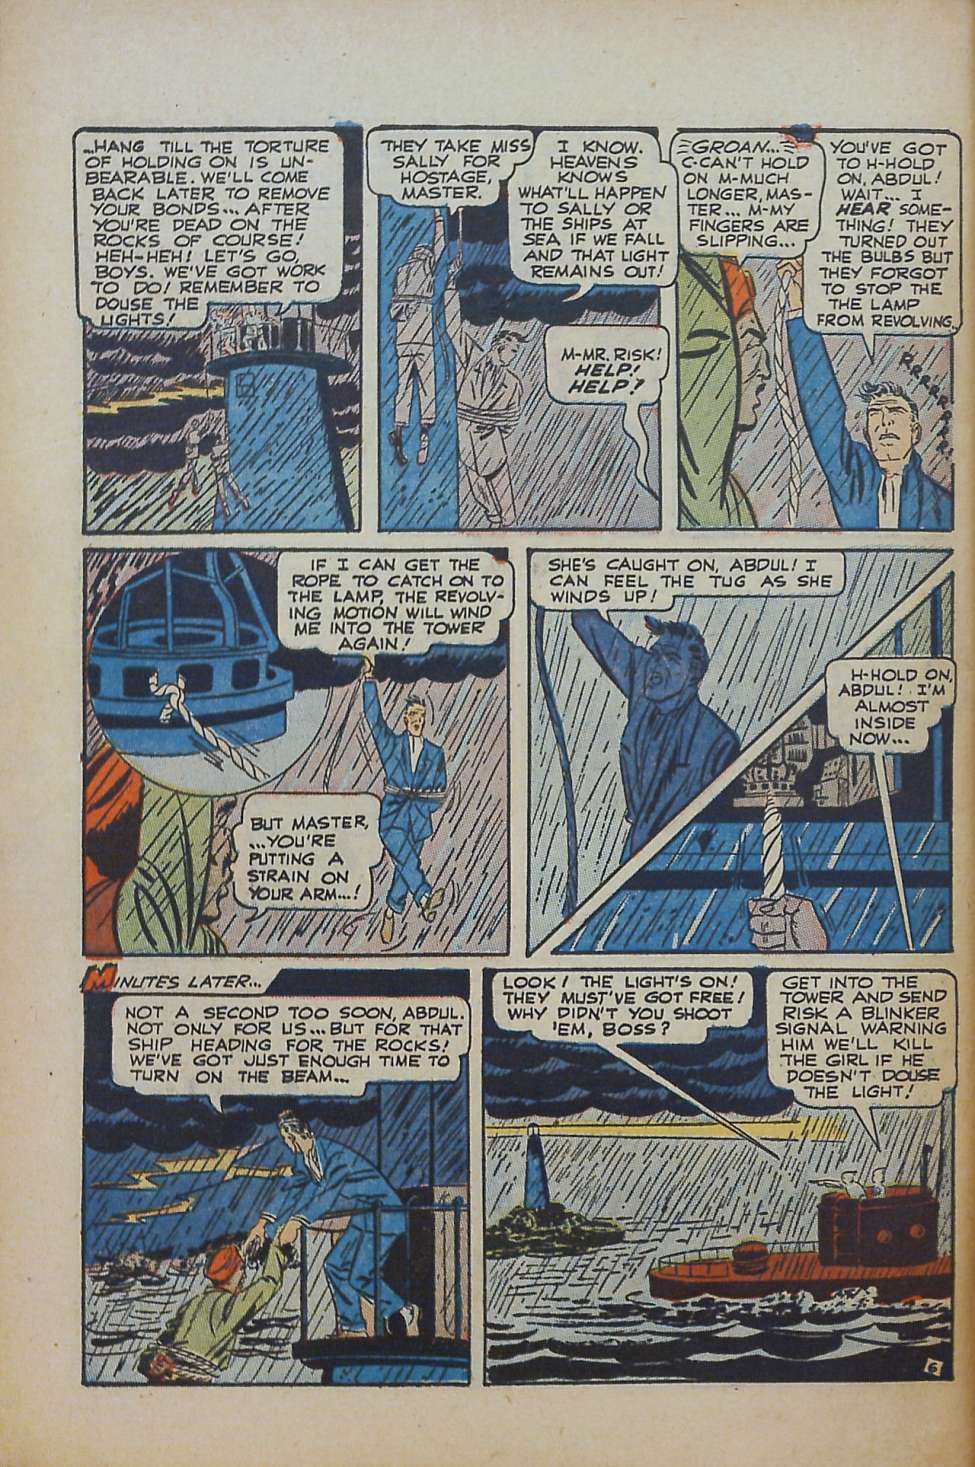 ...HANG TILL THE TORTURE
OF HOLDING ON IS UN-
BEARABLE. WE'LL COME
BACK LATER TO REMOVE
YOUR BONDS... AFTER
YOU'RE DEAD ON THE
ROCKS OF COURSE!
HEH-HEH! LET'S GO,
BOYS. WE'VE GOT WORK
TO DO! REMEMBER TO
DOUSE THE
LIGHTS!
THEY TAKE MISS
SALLY FOR
HOSTAGE,
MASTER.
I KNOW.
HEAVENS
KNOWS
WHAT'LL HAPPEN
TO SALLY OR
THE SHIPS AT
SEA IF WE FALL
AND THAT LIGHT
REMAINS OUT!
M-MR. RISK!
HELP!
HELP?
GROAN...
C-CAN'T HOLD
ON M-MUCH
LONGER, MAS-
TER... M-MY
FINGERS ARE
SLIPPING...
YOU'VE GOT
TO H-HOLD
ON, ABDUL!
WAIT... I
HEAR SOME-
THING! THEY
TURNED OUT
THE BULBS BUT
THEY FORGOT
TO STOP THE
THE LAMP
FROM REVOLVING.
RRRRRRRR
IF I CAN GET THE
ROPE TO CATCH ON TO
THE LAMP, THE REVOLV-
ING MOTION WILL WIND
ME INTO THE TOWER
AGAIN!
BUT MASTER,
...YOU'RE
PUTTING A
STRAIN ON
YOUR ARM...!
SHE'S CAUGHT ON, ABDUL! I
CAN FEEL THE TUG AS SHE
WINDS UP!
H-HOLD ON,
ABDUL! I'M
ALMOST
INSIDE
NOW...
MINUTES LATER...
NOT A SECOND TOO SOON, ABDUL.
NOT ONLY FOR US... BUT FOR THAT
SHIP HEADING FOR THE ROCKS!
WE'VE GOT JUST ENOUGH TIME TO
TURN ON THE BEAM...
LOOK! THE LIGHT'S ON!
THEY MUST'VE GOT FREE!
WHY DIDN'T YOU SHOOT
'EM, BOSS?
GET INTO THE
TOWER AND SEND
RISK A BLINKER
SIGNAL WARNING
HIM WE'LL KILL
THE GIRL IF HE
DOESN'T DOUSE
THE LIGHT!
6